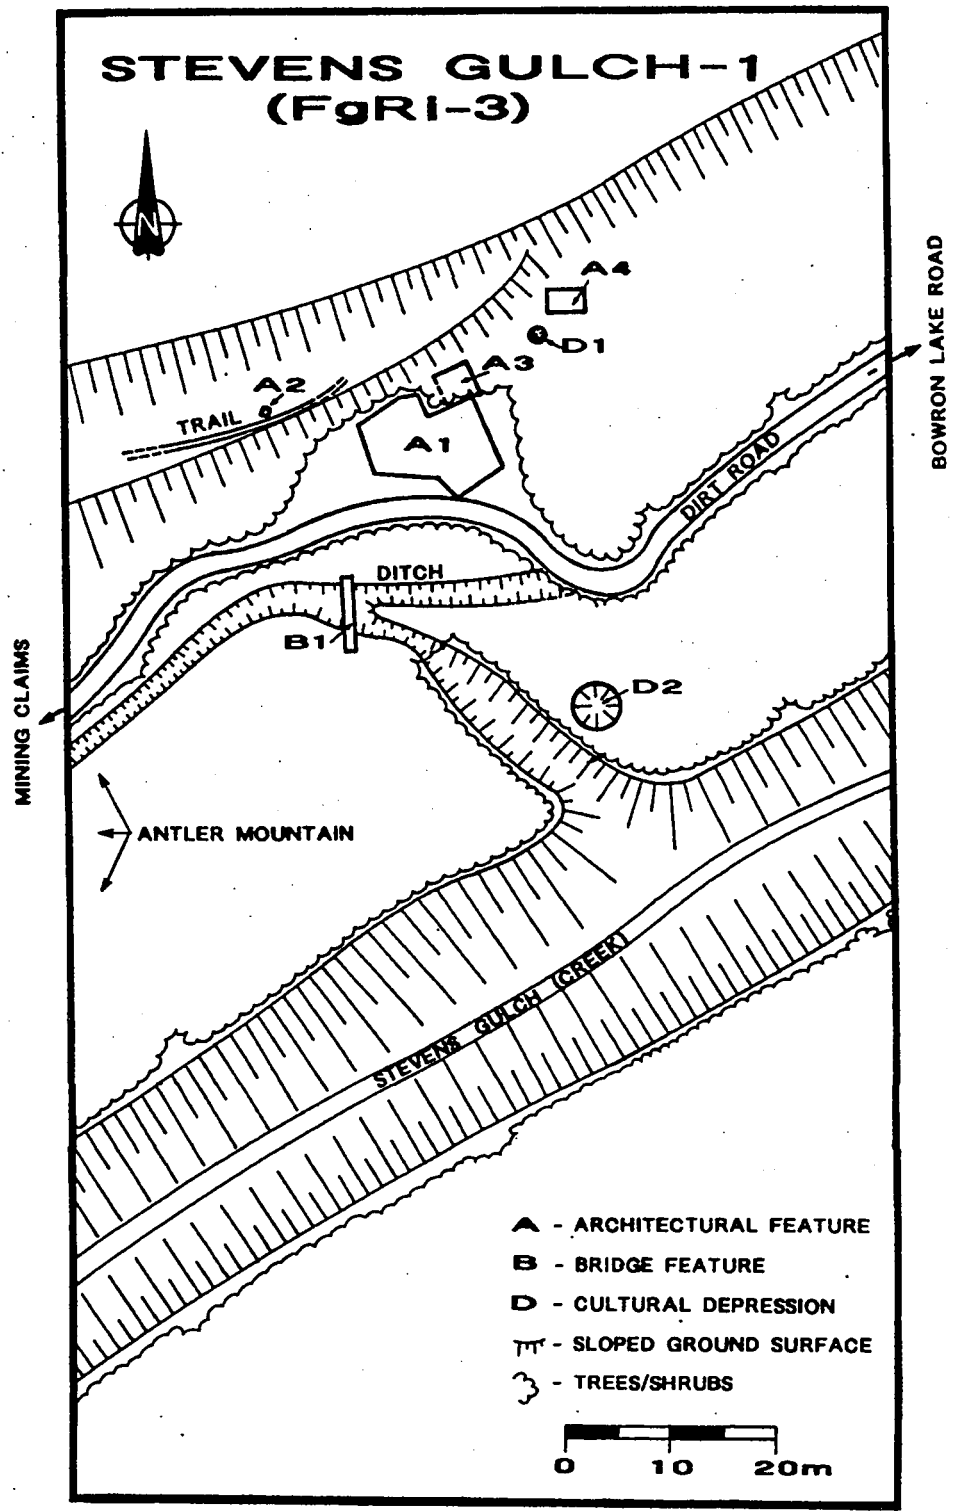 STEVENS GULCH-1
(FgRi-3)
N
A4
D1
A3
A2
TRAIL
A1
BOWRON LAKE ROAD
DIRT ROAD
DITCH
B1
D2
MINING CLAIMS
ANTLER MOUNTAIN
STEVENS GULCH (CREEK)
A - ARCHITECTURAL FEATURE
B - BRIDGE FEATURE
D - CULTURAL DEPRESSION
- SLOPED GROUND SURFACE
- TREES/SHRUBS
0 10 20m